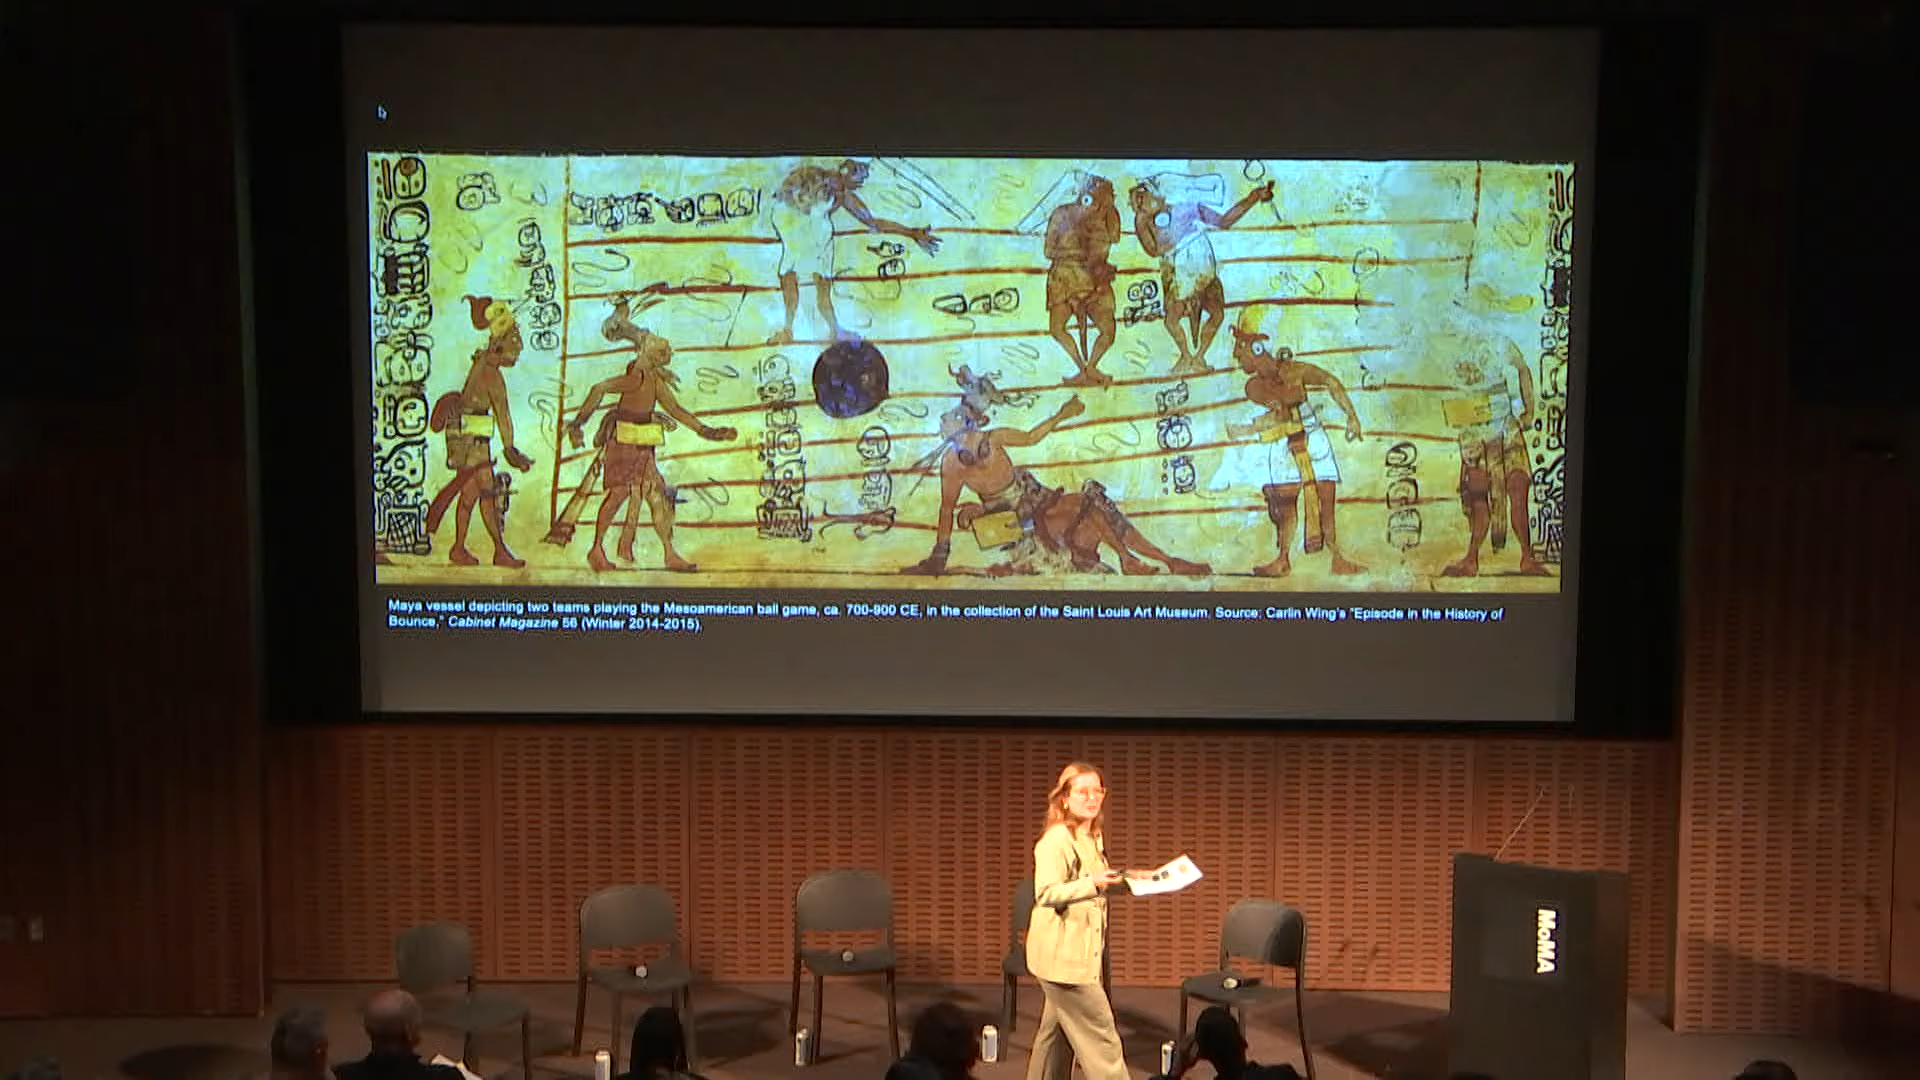 Maya vessel depicting two teams playing the Mesoamerican ball game, ca. 700-900 CE, in the collection of the Saint Louis Art Museum. Source: Carlin Wing's "Episode in the History of
Bounce," Cabinet Magazine 56 (Winter 2014-2015).
MoMA